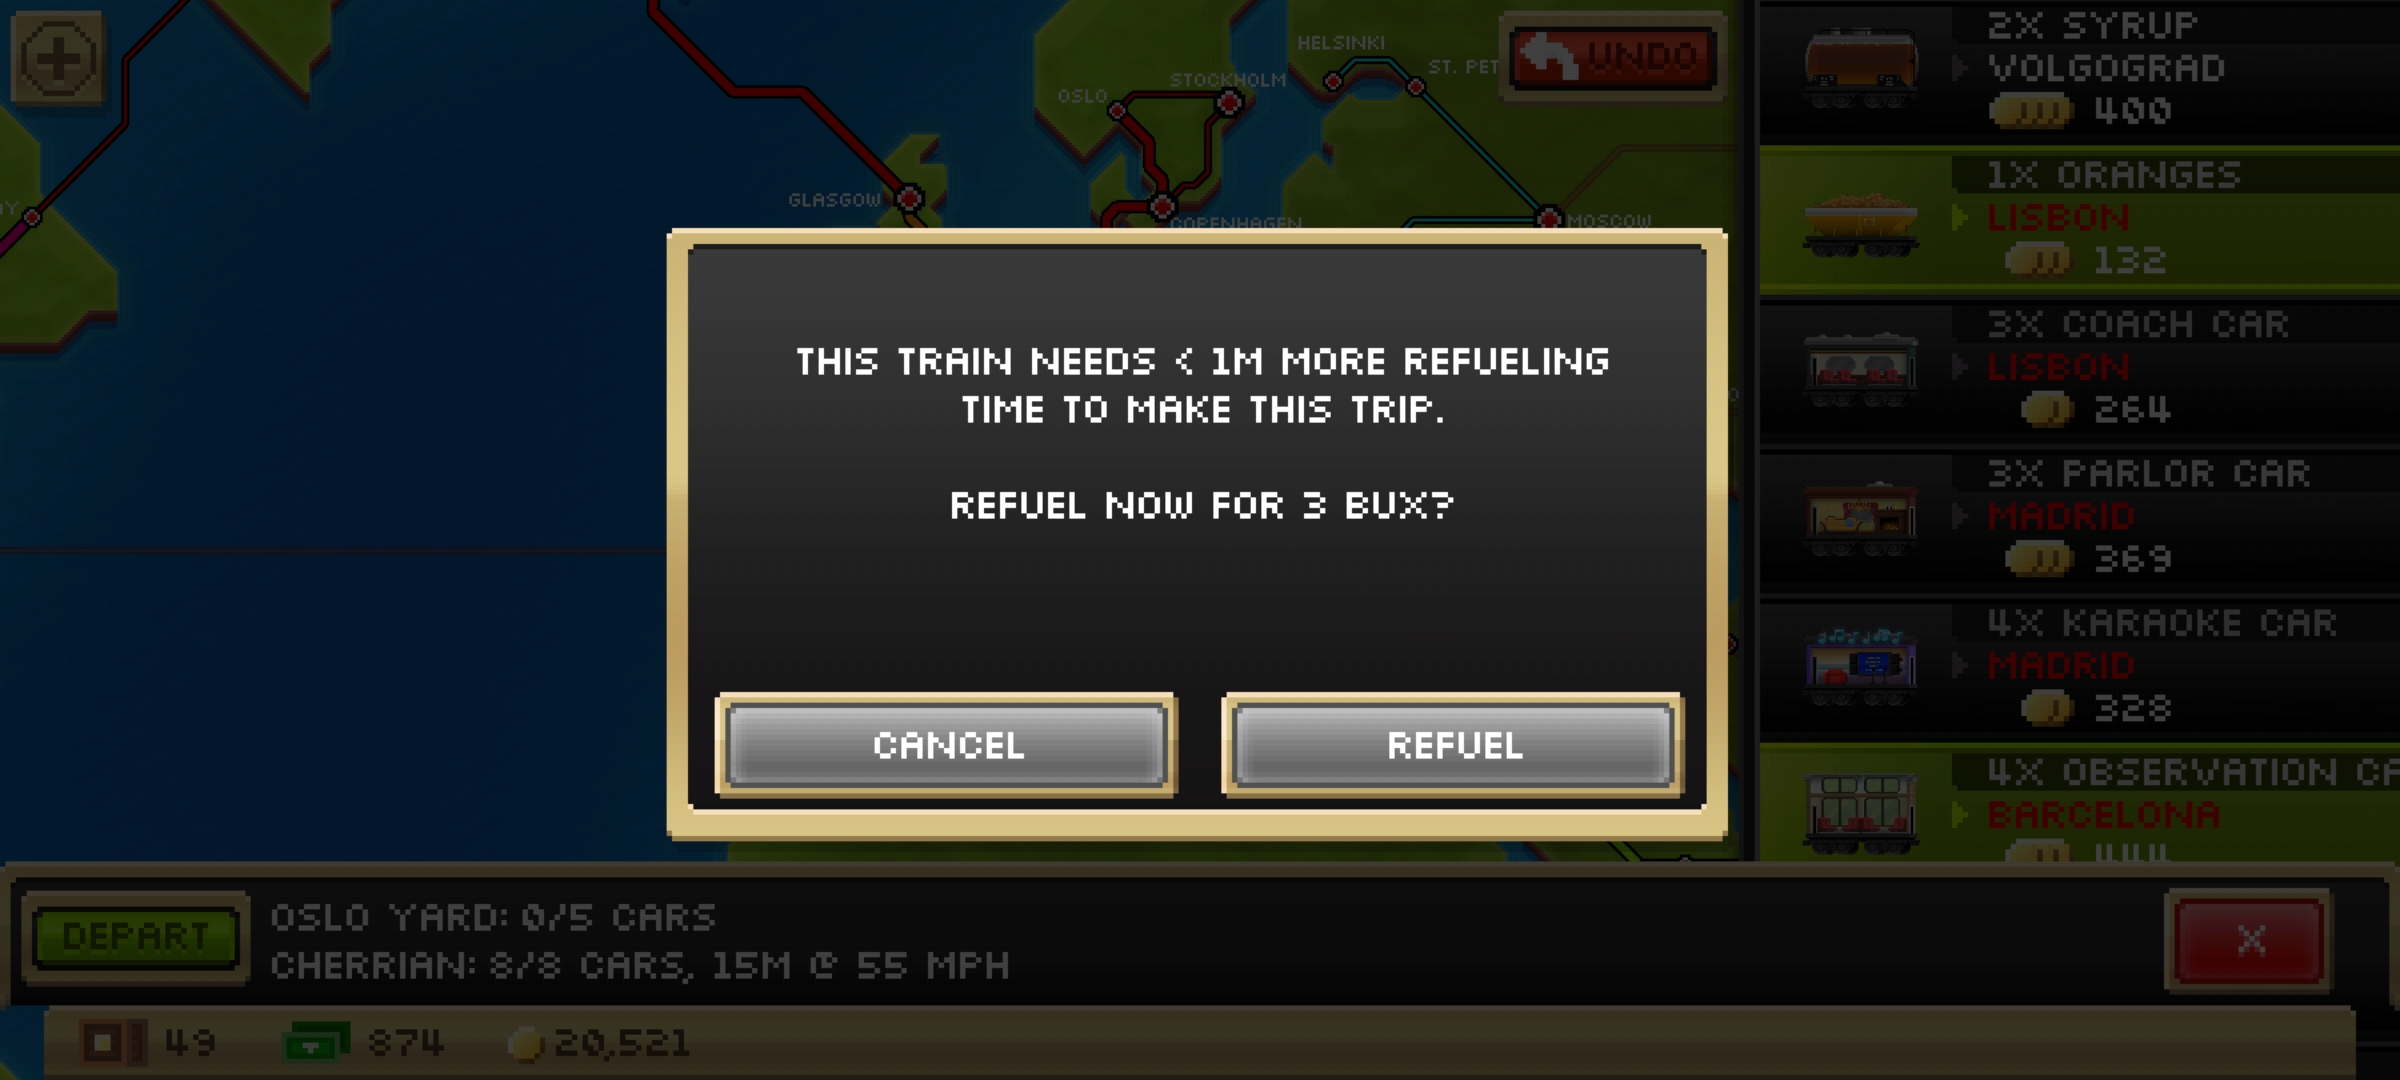 HELSINKI
STOCKHOLM
ST. PET
OSLO
UNDO
GLASGOW
COPENHAGEN
MOSCOW
2X SYRUP
VOLGOGRAD
400
1X ORANGES
LISBON
132
3X COACH CAR
LISBON
264
3X PARLOR CAR
MADRID
369
4X KARAOKE CAR
MADRID
328
4X OBSERVATION CA
BARCELONA
444
THIS TRAIN NEEDS < 1M MORE REFUELING
TIME TO MAKE THIS TRIP.
REFUEL NOW FOR 3 BUX?
CANCEL
REFUEL
DEPART
OSLO YARD: 0/5 CARS
CHERRIAN: 8/8 CARS, 15M @ 55 MPH
X
49
874
20,521